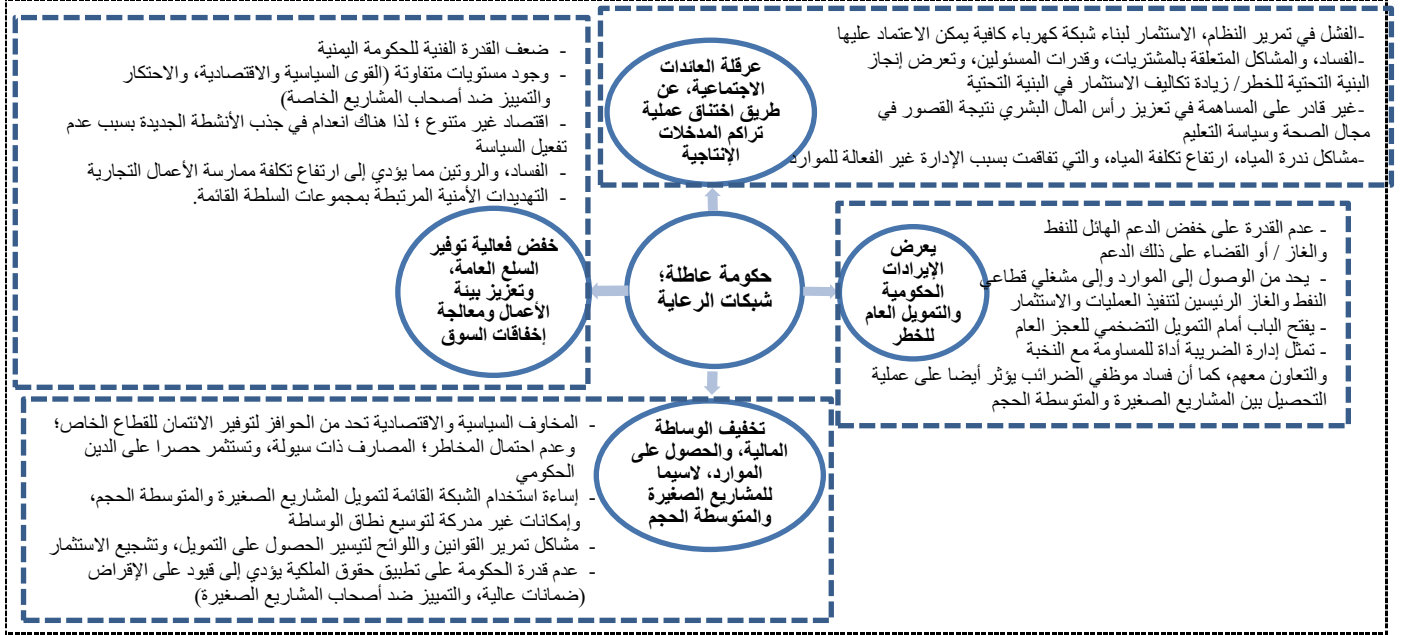 -الفشل في تمرير النظام، الاستثمار لبناء شبكة كهرباء كافية يمكن الاعتماد عليها
-الفساد، والمشاكل المتعلقة بالمشتريات، وقدرات المسئولين، وتعرض إنجاز
البنية التحتية للخطر/ زيادة تكاليف الاستثمار في البنية التحتية
-غير قادر على المساهمة في تعزيز رأس المال البشري نتيجة القصور في
مجال الصحة وسياسة التعليم
-مشاكل ندرة المياه، ارتفاع تكلفة المياه، والتي تفاقمت بسبب الإدارة غير الفعالة للموارد
عرقلة العائدات
الاجتماعية، عن
طريق اختناق عملية
تراكم المدخلات
الإنتاجية
- ضعف القدرة الفنية للحكومة اليمنية
- وجود مستويات متفاوتة (القوى السياسية والاقتصادية، والاحتكار
والتمييز ضد أصحاب المشاريع الخاصة)
- اقتصاد غير متنوع ؛ لذا هناك انعدام في جذب الأنشطة الجديدة بسبب عدم
تفعيل السياسة
- الفساد، والروتين مما يؤدي إلى ارتفاع تكلفة ممارسة الأعمال التجارية
- التهديدات الأمنية المرتبطة بمجموعات السلطة القائمة.
- عدم القدرة على خفض الدعم الهائل للنفط
والغاز / أو القضاء على ذلك الدعم
- يحد من الوصول إلى الموارد وإلى مشغلي قطاعي
النفط والغاز الرئيسين لتنفيذ العمليات والاستثمار
- يفتح الباب أمام التمويل التضخمي للعجز العام
- تمثل إدارة الضريبة أداة للمساومة مع النخبة
والتعاون معهم، كما أن فساد موظفي الضرائب يؤثر أيضا على عملية
التحصيل بين المشاريع الصغيرة والمتوسطة الحجم
يعرض
الإيرادات
الحكومية
والتمويل العام
للخطر
حكومة عاطلة؛
شبكات الرعاية
خفض فعالية توفير
السلع العامة،
وتعزيز بيئة
الأعمال ومعالجة
إخفاقات السوق
تخفيف الوساطة
المالية، والحصول على
الموارد، لاسيما
للمشاريع الصغيرة
والمتوسطة الحجم
- المخاوف السياسية والاقتصادية تحد من الحوافز لتوفير الائتمان للقطاع الخاص؛
وعدم احتمال المخاطر؛ المصارف ذات سيولة، وتستثمر حصرا على الدين
الحكومي
- إساءة استخدام الشبكة القائمة لتمويل المشاريع الصغيرة والمتوسطة الحجم،
وإمكانات غير مدركة لتوسيع نطاق الوساطة
- مشاكل تمرير القوانين واللوائح لتيسير الحصول على التمويل، وتشجيع الاستثمار
- عدم قدرة الحكومة على تطبيق حقوق الملكية يؤدي إلى قيود على الإقراض
(ضمانات عالية، والتمييز ضد أصحاب المشاريع الصغيرة)